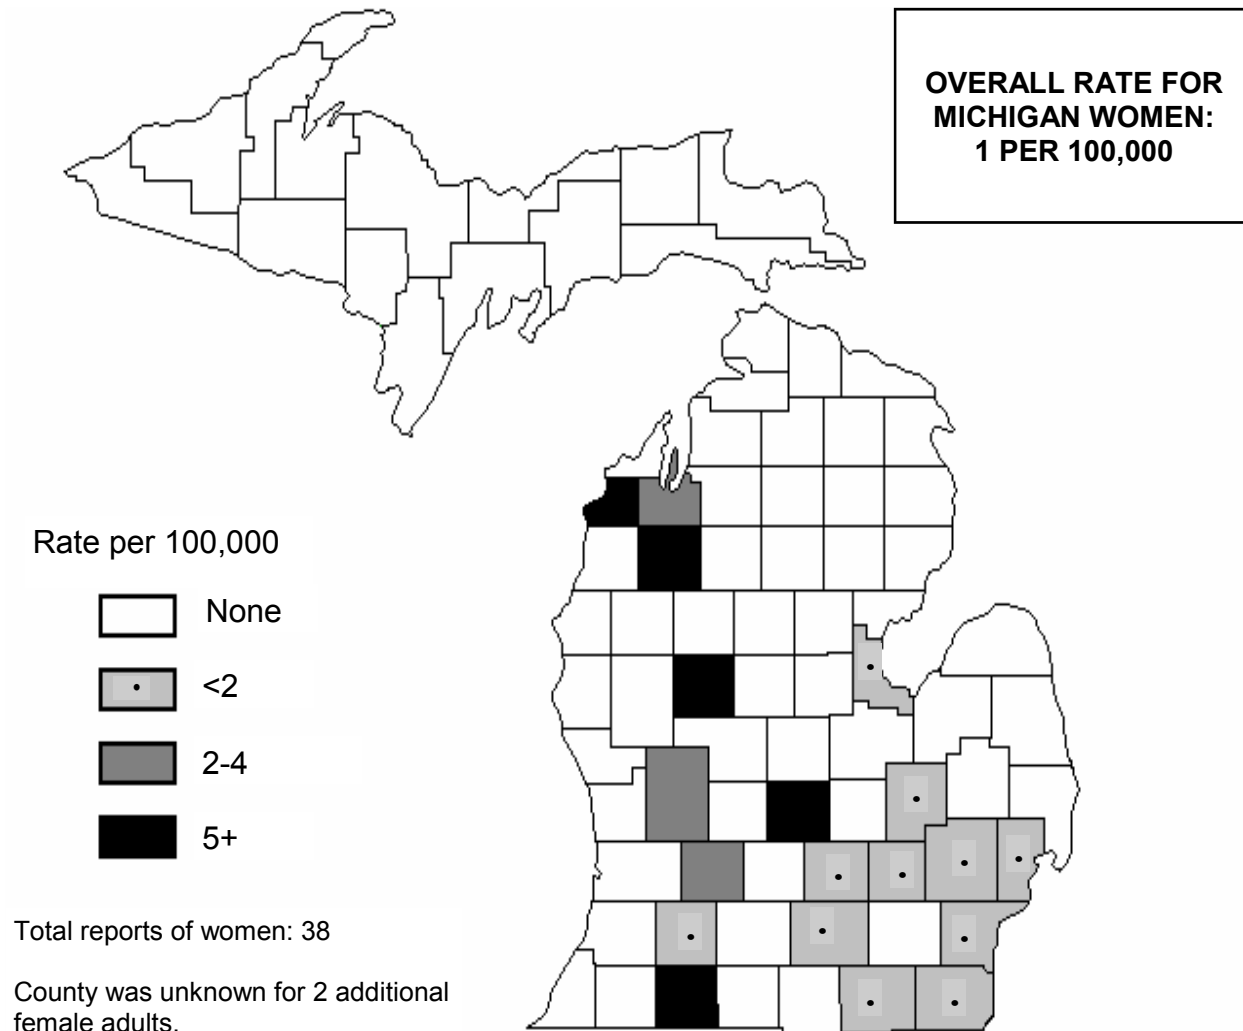 OVERALL RATE FOR
MICHIGAN WOMEN:
1 PER 100,000
Rate per 100,000
None
<2
2-4
5+
Total reports of women: 38
County was unknown for 2 additional
female adults.